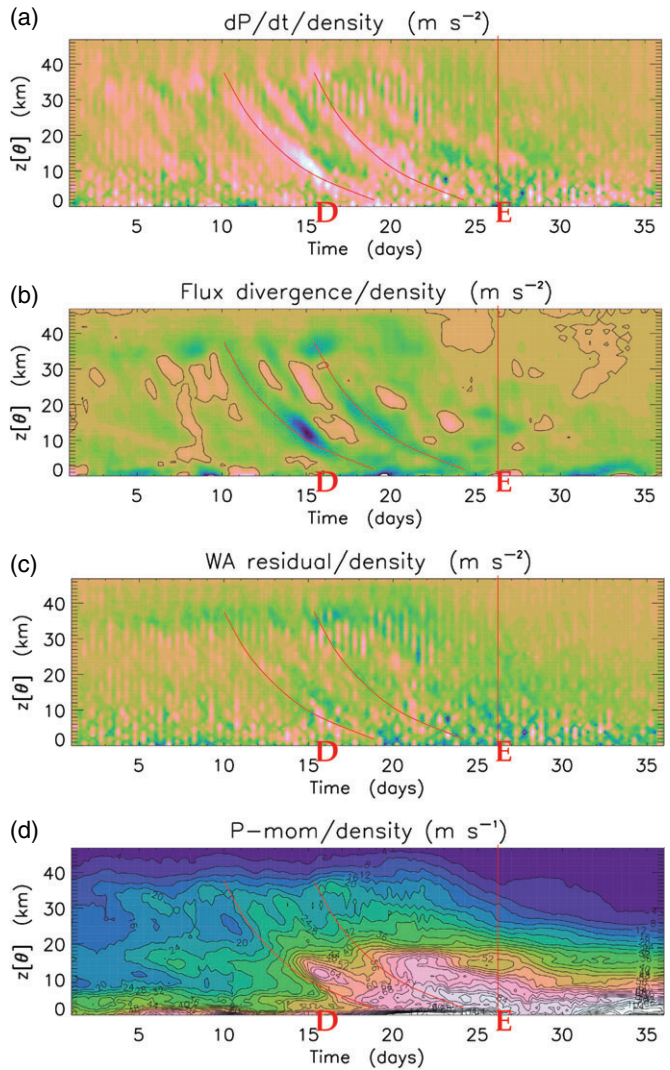 (a)
dP/dt/density (m s⁻²)
40
30
20
10
0
z[θ] (km)
5 10 15 20 25 30 35
D E
Time (days)
(b)
Flux divergence/density (m s⁻²)
40
30
20
10
0
z[θ] (km)
5 10 15 20 25 30 35
D E
Time (days)
(c)
WA residual/density (m s⁻²)
40
30
20
10
0
z[θ] (km)
5 10 15 20 25 30 35
D E
Time (days)
(d)
P-mom/density (m s⁻¹)
40
30
20
10
0
z[θ] (km)
5 10 15 20 25 30 35
D E
Time (days)